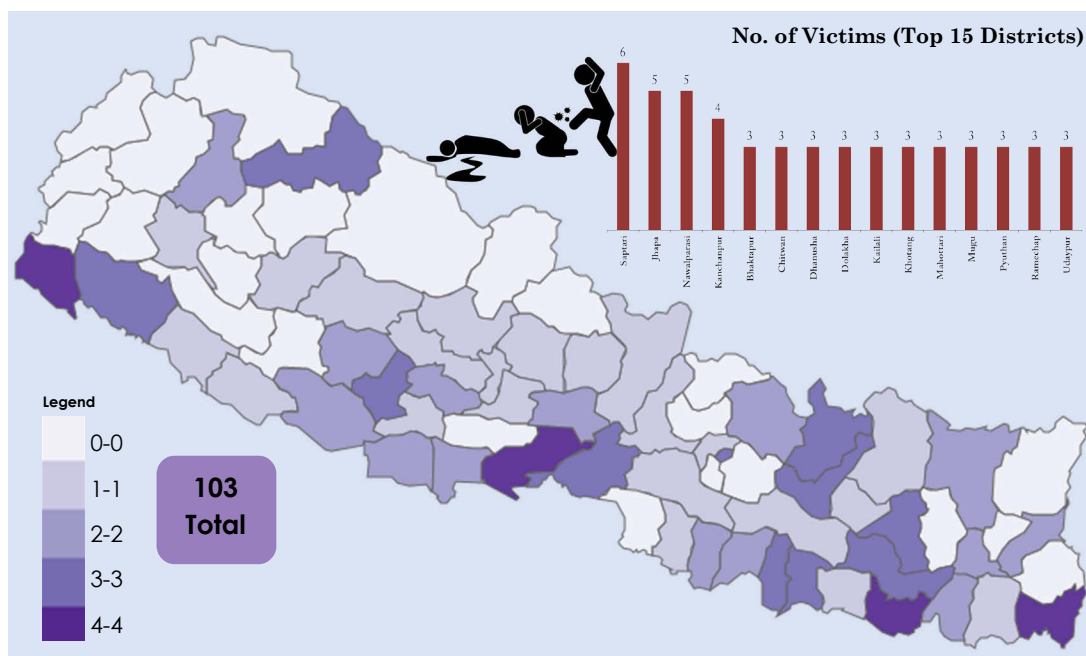 No. of Victims (Top 15 Districts)
6
5
5
4
3
3
3
3
3
3
3
3
3
3
3
Saptari
Jhapa
Nawalparasi
Kanchanpur
Bhaktapur
Chitwan
Dhanusha
Dolakha
Kailali
Khotang
Mahottari
Mugu
Pyuthan
Ramechap
Udaypur
Legend
0-0
1-1
2-2
3-3
4-4
103
Total